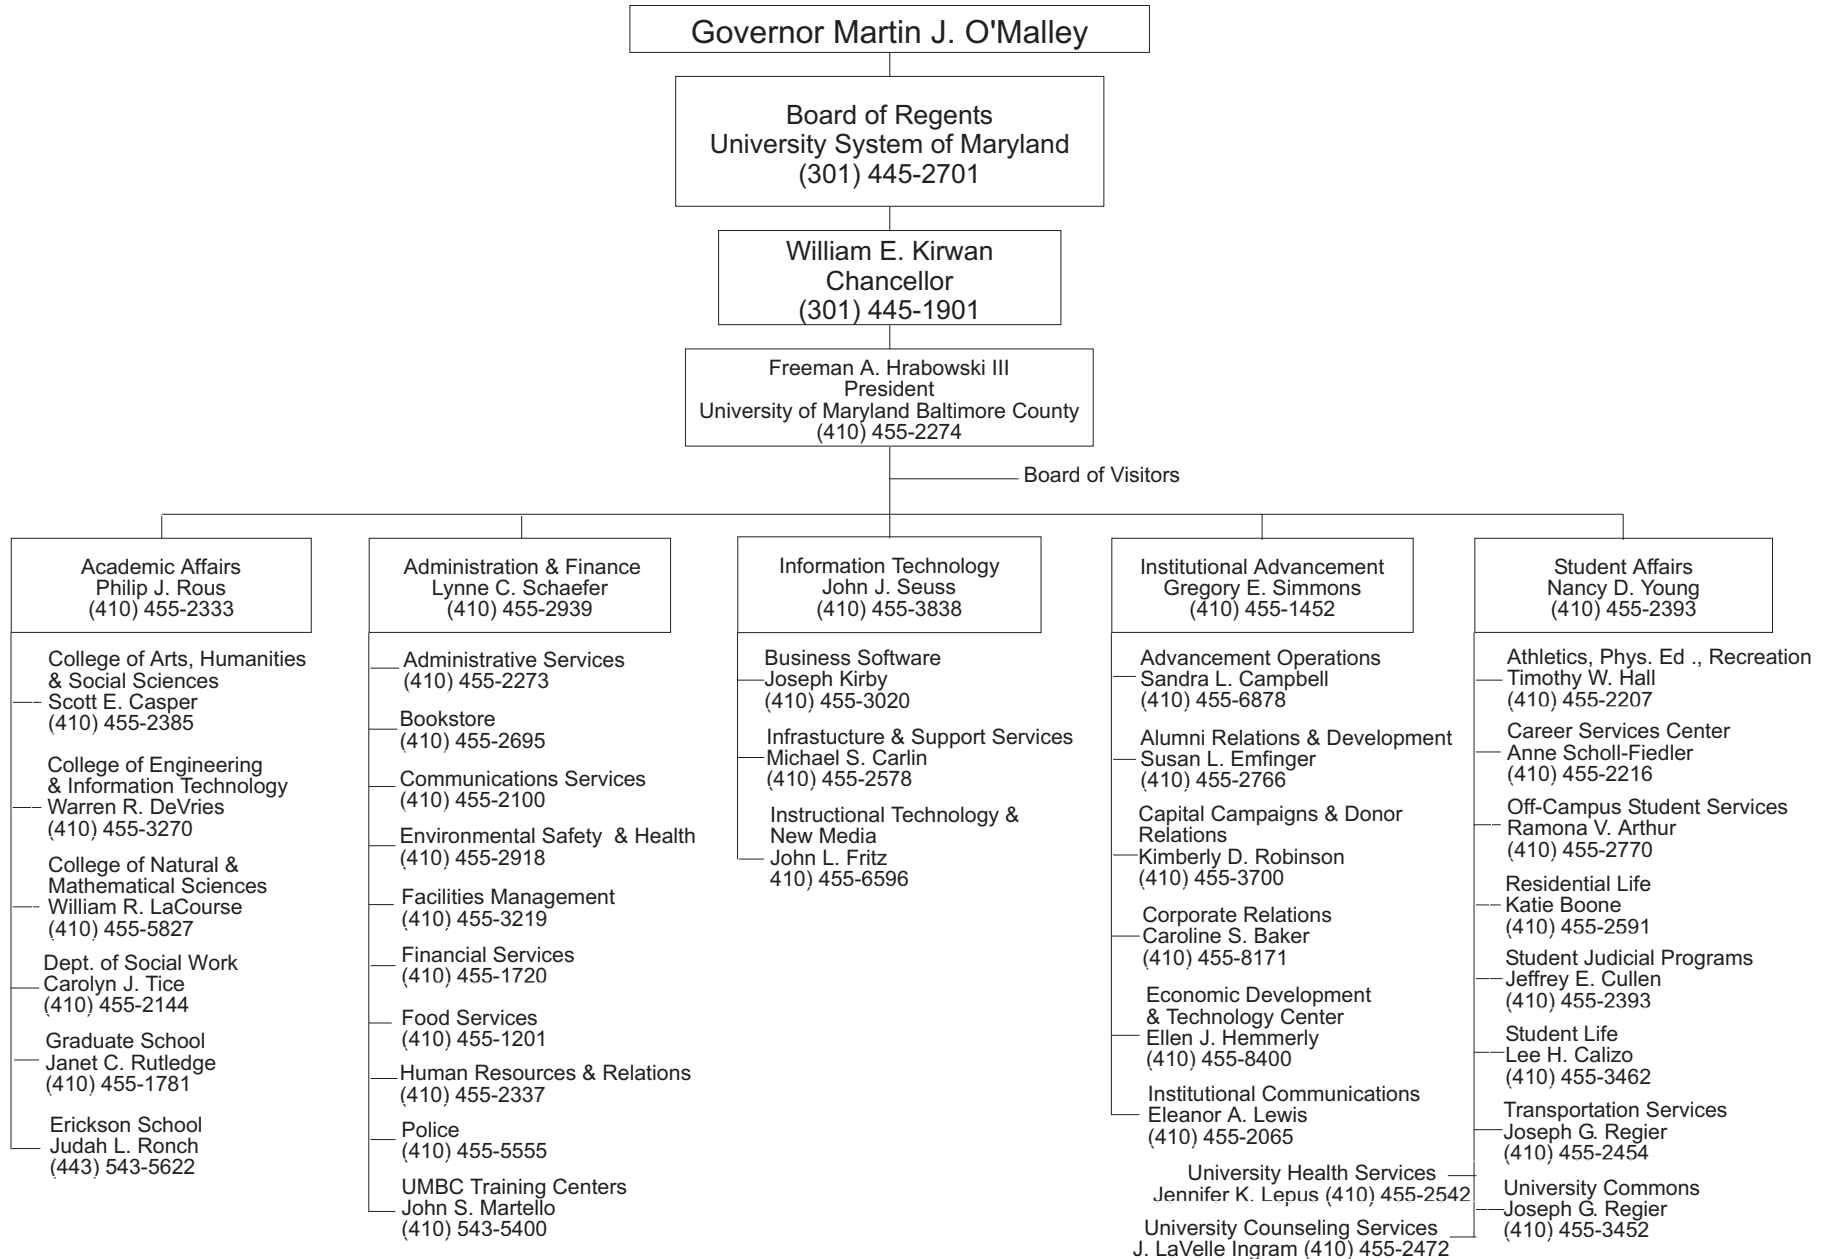 Governor Martin J. O'Malley
Board of Regents
University System of Maryland
(301) 445-2701
William E. Kirwan
Chancellor
(301) 445-1901
Freeman A. Hrabowski III
President
University of Maryland Baltimore County
(410) 455-2274
Board of Visitors
Academic Affairs
Philip J. Rous
(410) 455-2333
College of Arts, Humanities
& Social Sciences
Scott E. Casper
(410) 455-2385
College of Engineering
& Information Technology
Warren R. DeVries
(410) 455-3270
College of Natural &
Mathematical Sciences
William R. LaCourse
(410) 455-5827
Dept. of Social Work
Carolyn J. Tice
(410) 455-2144
Graduate School
Janet C. Rutledge
(410) 455-1781
Erickson School
Judah L. Ronch
(443) 543-5622
Administration & Finance
Lynne C. Schaefer
(410) 455-2939
Administrative Services
(410) 455-2273
Bookstore
(410) 455-2695
Communications Services
(410) 455-2100
Environmental Safety  & Health
(410) 455-2918
Facilities Management
(410) 455-3219
Financial Services
(410) 455-1720
Food Services
(410) 455-1201
Human Resources & Relations
(410) 455-2337
Police
(410) 455-5555
UMBC Training Centers
John S. Martello
(410) 543-5400
Information Technology
John J. Seuss
(410) 455-3838
Business Software
Joseph Kirby
(410) 455-3020
Infrastucture & Support Services
Michael S. Carlin
(410) 455-2578
Instructional Technology &
New Media
John L. Fritz
410) 455-6596
Institutional Advancement
Gregory E. Simmons
(410) 455-1452
Advancement Operations
Sandra L. Campbell
(410) 455-6878
Alumni Relations & Development
Susan L. Emfinger
(410) 455-2766
Capital Campaigns & Donor
Relations
Kimberly D. Robinson
(410) 455-3700
Corporate Relations
Caroline S. Baker
(410) 455-8171
Economic Development
& Technology Center
Ellen J. Hemmerly
(410) 455-8400
Institutional Communications
Eleanor A. Lewis
(410) 455-2065
Student Affairs
Nancy D. Young
(410) 455-2393
Athletics, Phys. Ed ., Recreation
Timothy W. Hall
(410) 455-2207
Career Services Center
Anne Scholl-Fiedler
(410) 455-2216
Off-Campus Student Services
Ramona V. Arthur
(410) 455-2770
Residential Life
Katie Boone
(410) 455-2591
Student Judicial Programs
Jeffrey E. Cullen
(410) 455-2393
Student Life
Lee H. Calizo
(410) 455-3462
Transportation Services
Joseph G. Regier
(410) 455-2454
University Health Services
Jennifer K. Lepus (410) 455-2542
University Commons
Joseph G. Regier
(410) 455-3452
University Counseling Services
J. LaVelle Ingram (410) 455-2472